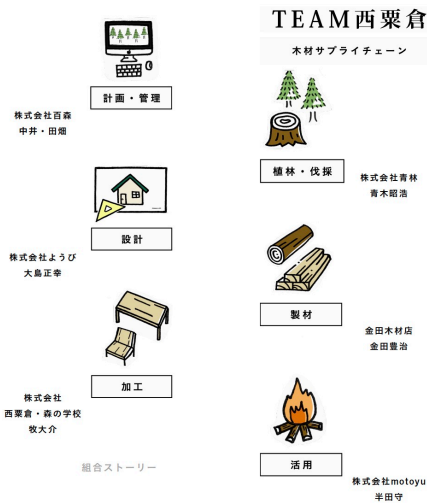 TEAM西粟倉
木材サプライチェーン
計画・管理
株式会社百森
中井・田畑
植林・伐採
株式会社青林
青木昭浩
設計
株式会社ようび
大島正幸
製材
金田木材店
金田豊治
加工
株式会社
西粟倉・森の学校
牧大介
活用
株式会社motoyu
半田守
組合ストーリー